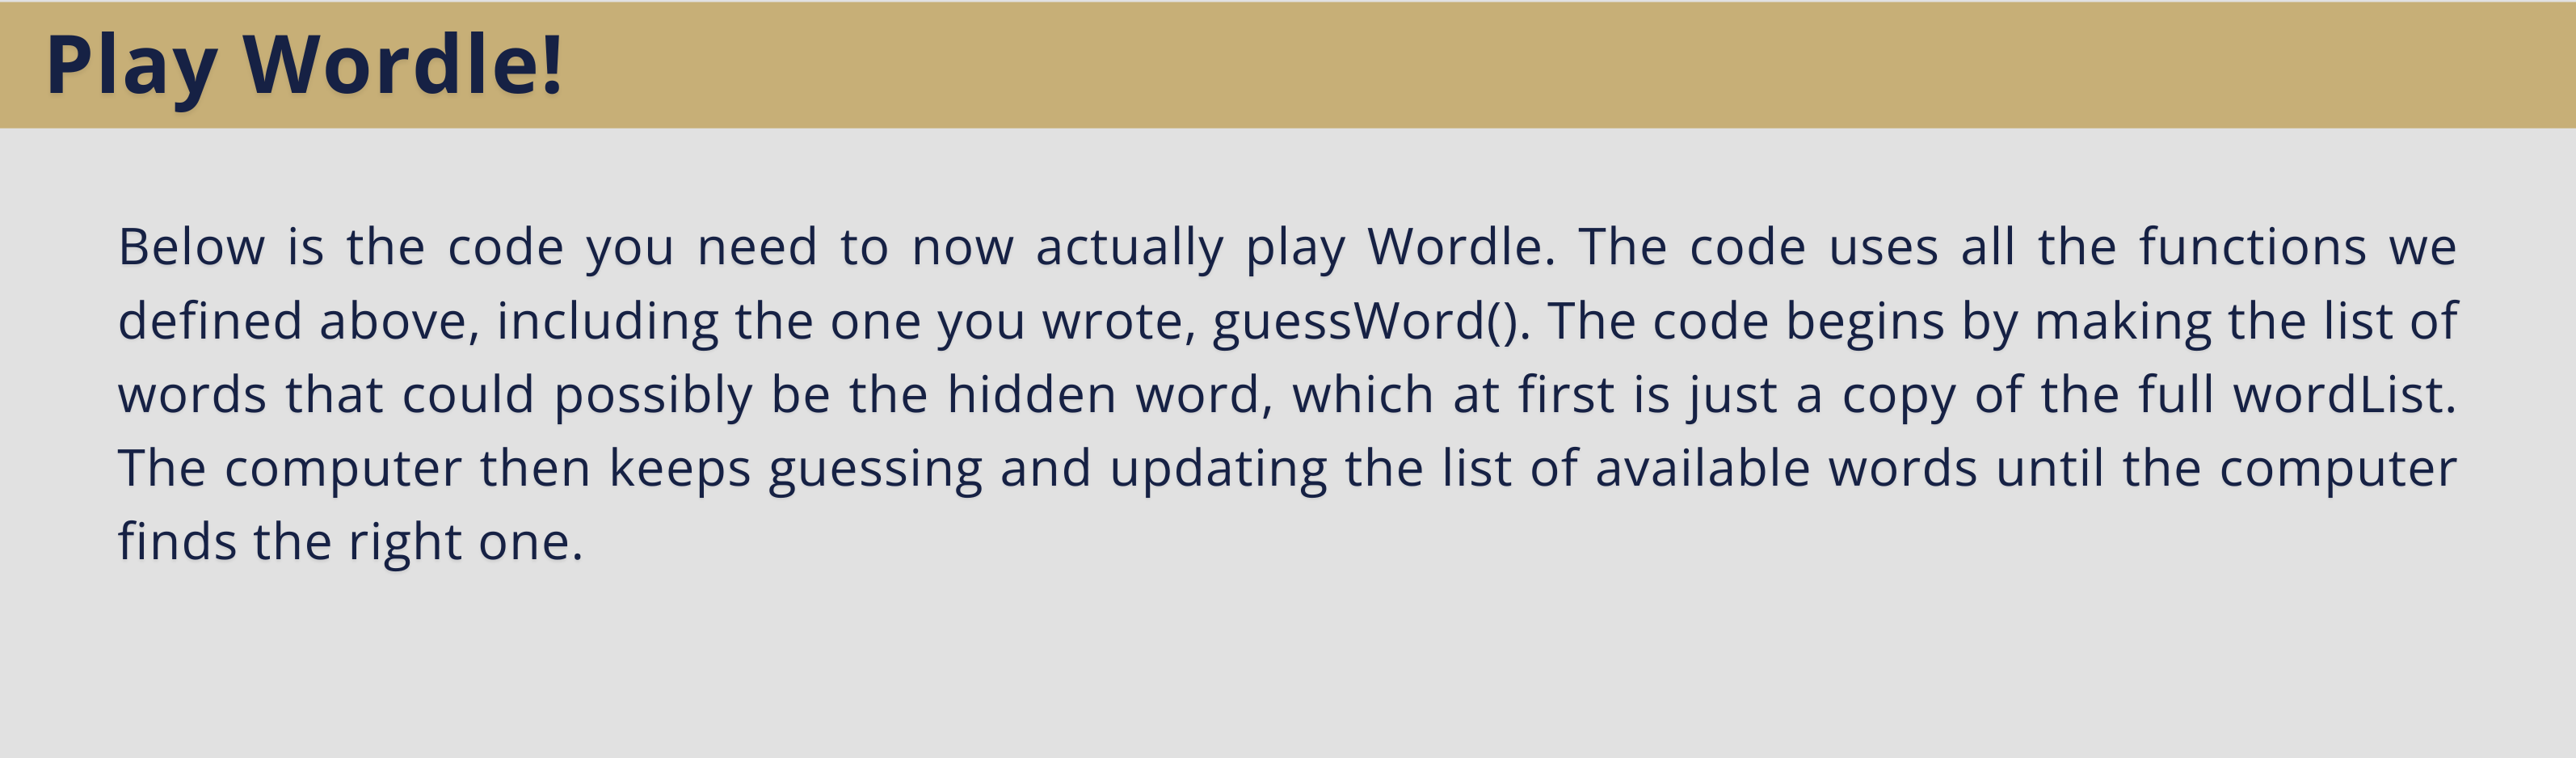 Play Wordle!
Below is the code you need to now actually play Wordle. The code uses all the functions we
defined above, including the one you wrote, guessWord(). The code begins by making the list of
words that could possibly be the hidden word, which at first is just a copy of the full wordList.
The computer then keeps guessing and updating the list of available words until the computer
finds the right one.